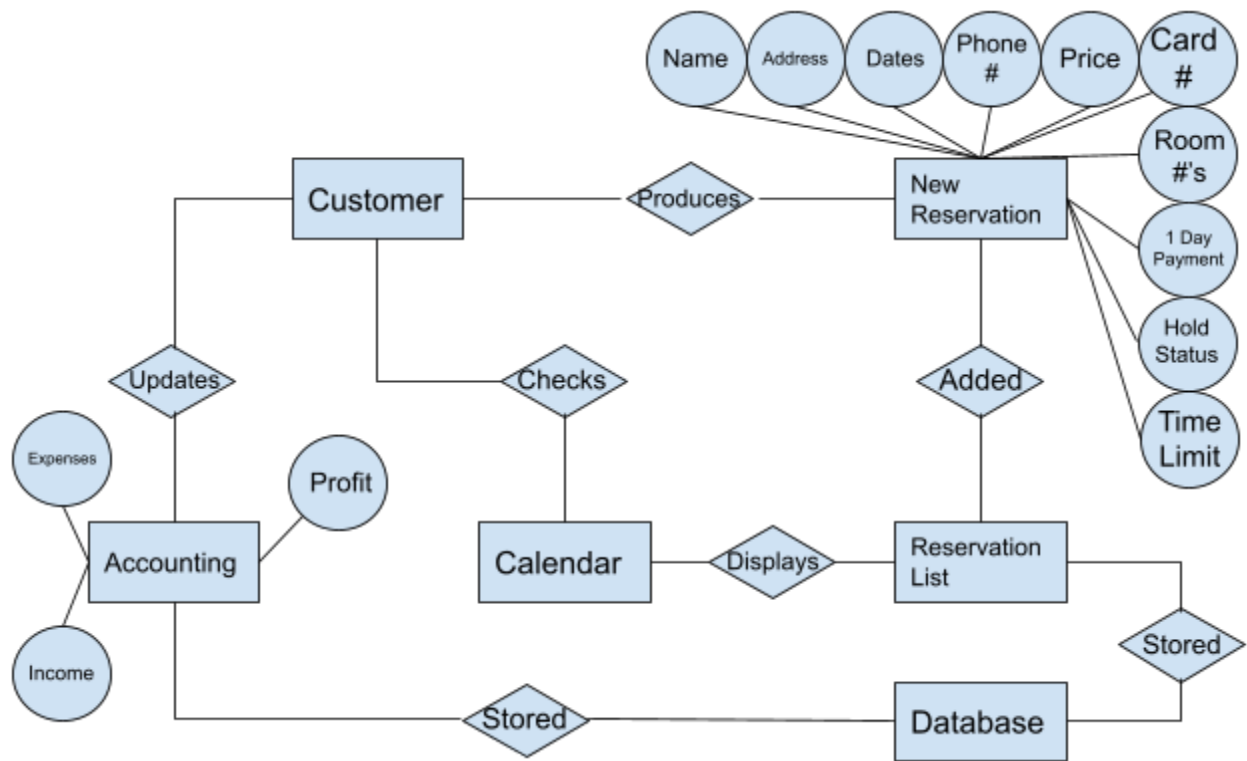 Name
Address
Dates
Phone
#
Price
Card
#
Room
#'s
Customer
Produces
New
Reservation
1 Day
Payment
Hold
Status
Updates
Checks
Added
Time
Limit
Expenses
Profit
Accounting
Calendar
Displays
Reservation
List
Stored
Income
Stored
Database